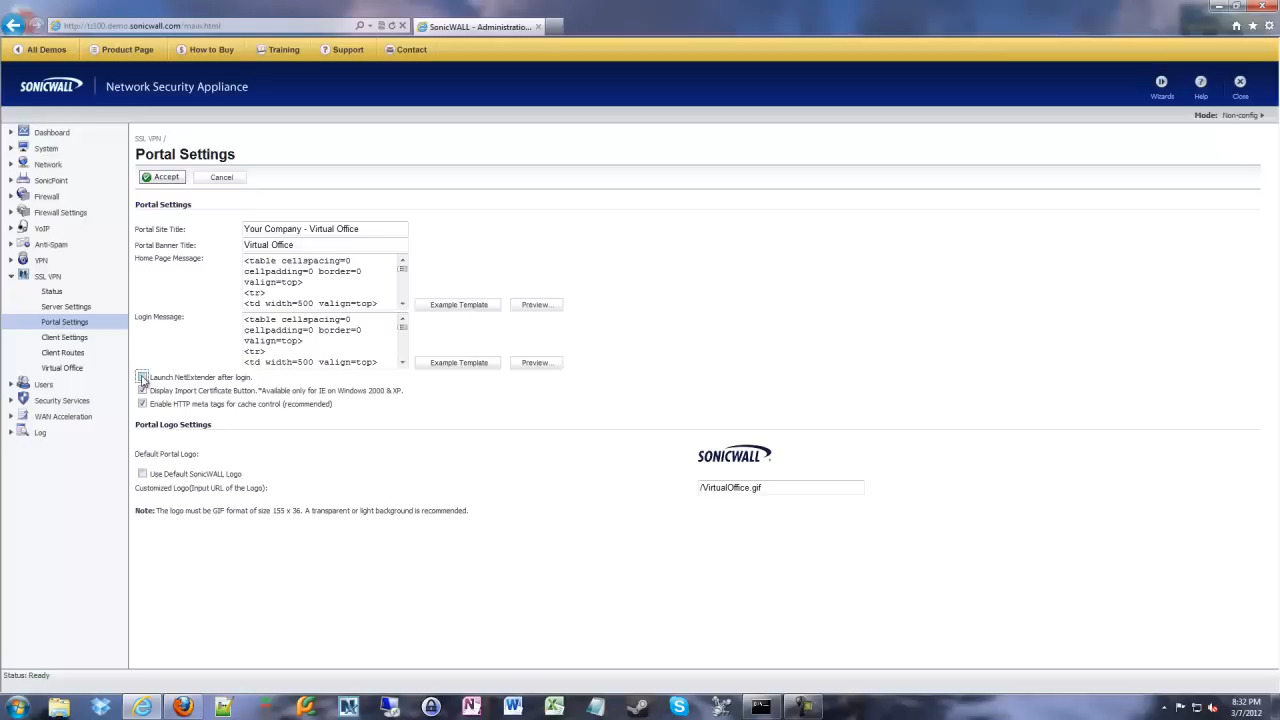 http://tz100.demo.sonicwall.com/main.html
SonicWALL - Administratio...
All Demos
Product Page
How to Buy
Training
Support
Contact
SONICWALL
Network Security Appliance
Wizards
Help
Close
Mode: Non-config
Dashboard
System
Network
SonicPoint
Firewall
Firewall Settings
VoIP
Anti-Spam
VPN
SSL VPN
Status
Server Settings
Portal Settings
Client Settings
Client Routes
Virtual Office
Users
Security Services
WAN Acceleration
Log
SSL VPN /
Portal Settings
Accept
Cancel
Portal Settings
Portal Site Title:
Your Company - Virtual Office
Portal Banner Title:
Virtual Office
Home Page Message:
<table cellspacing=0
cellpadding=0 border=0
valign=top>
<tr>
<td width=500 valign=top>
Example Template
Preview...
Login Message:
<table cellspacing=0
cellpadding=0 border=0
valign=top>
<tr>
<td width=500 valign=top>
Example Template
Preview...
Launch NetExtender after login.
Display Import Certificate Button.*Available only for IE on Windows 2000 & XP.
Enable HTTP meta tags for cache control (recommended)
Portal Logo Settings
Default Portal Logo:
SONICWALL
Use Default SonicWALL Logo
Customized Logo(Input URL of the Logo):
/VirtualOffice.gif
Note: The logo must be GIF format of size 155 x 36. A transparent or light background is recommended.
Status: Ready
8:32 PM
3/7/2012